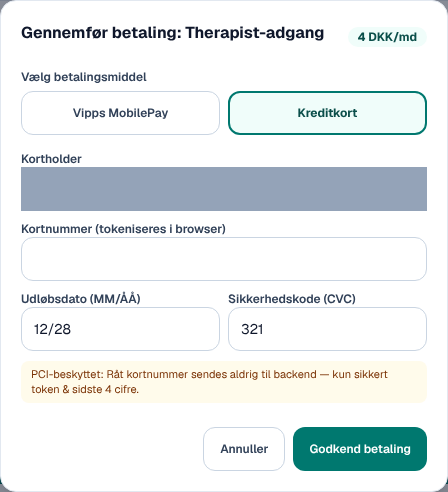 Gennemfør betaling: Therapist-adgang
4 DKK/md
Vælg betalingsmiddel
Vipps MobilePay
Kreditkort
Kortholder
Kortnummer (tokeniseres i browser)
Udløbsdato (MM/ÅÅ)
Sikkerhedskode (CVC)
12/28
321
PCI-beskyttet: Råt kortnummer sendes aldrig til backend — kun sikkert
token & sidste 4 cifre.
Annuller
Godkend betaling